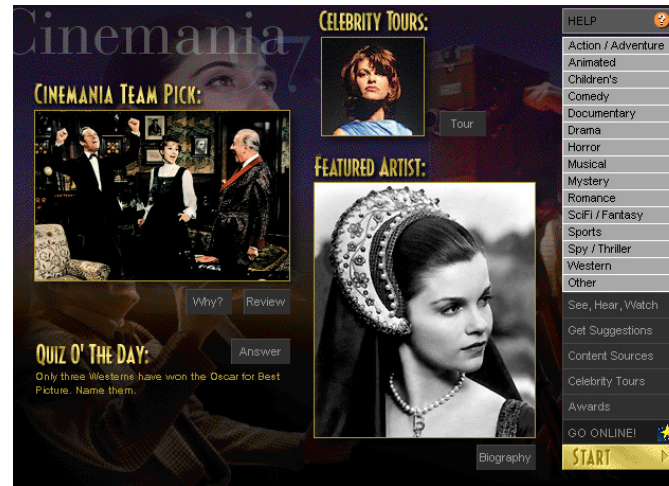 Cinemania 7
CELEBRITY TOURS:
CINEMANIA TEAM PICK:
Tour
FEATURED ARTIST:
Why?
Review
QUIZ O' THE DAY:
Answer
Only three Westerns have won the Oscar for Best
Picture. Name them.
Biography
HELP ?
Action / Adventure
Animated
Children's
Comedy
Documentary
Drama
Horror
Musical
Mystery
Romance
SciFi / Fantasy
Sports
Spy / Thriller
Western
Other
See, Hear, Watch
Get Suggestions
Content Sources
Celebrity Tours
Awards
GO ONLINE!
START